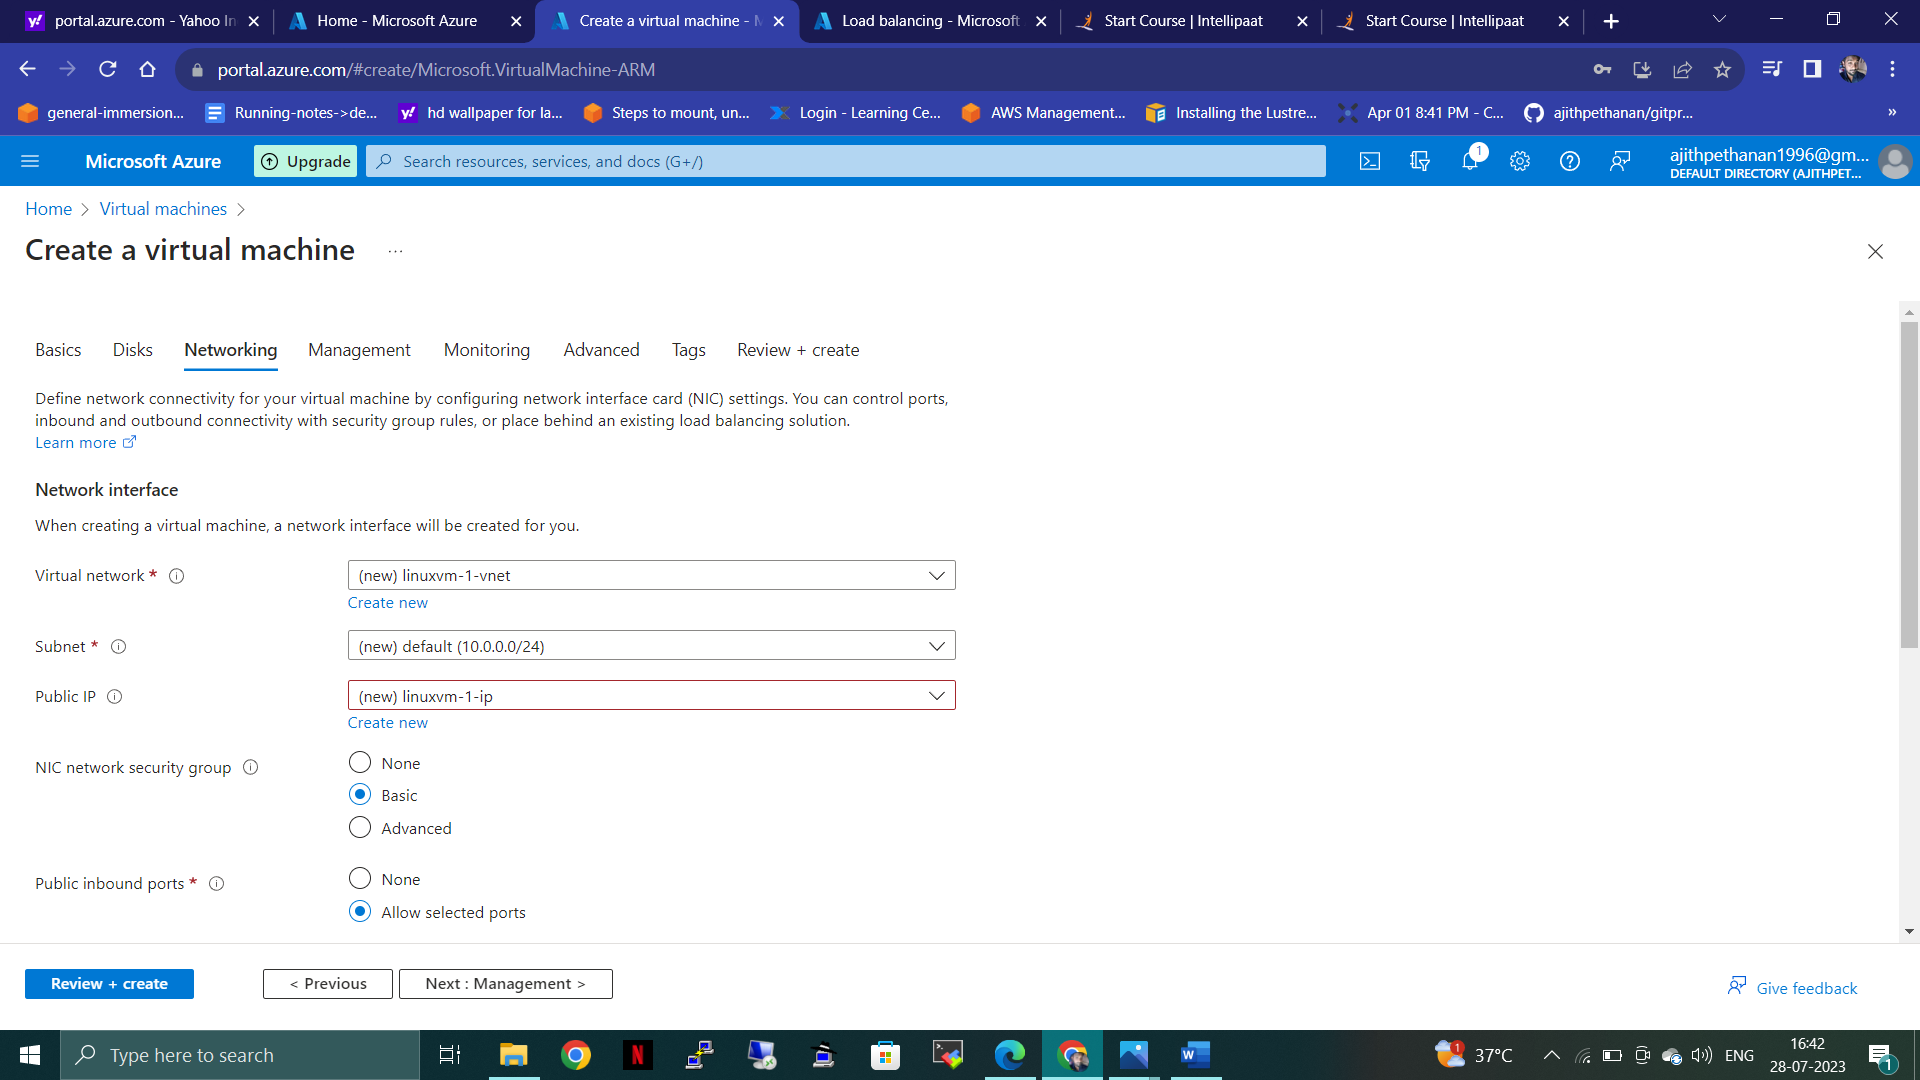 portal.azure.com - Yahoo In
Home - Microsoft Azure
Create a virtual machine - M
Load balancing - Microsoft
Start Course | Intellipaat
Start Course | Intellipaat
portal.azure.com/#create/Microsoft.VirtualMachine-ARM
general-immersion...
Running-notes->de...
hd wallpaper for la...
Steps to mount, un...
Login - Learning Ce...
AWS Management...
Installing the Lustre...
Apr 01 8:41 PM - C...
ajithpethanan/gitpr...
»
Microsoft Azure
Upgrade
Search resources, services, and docs (G+/)
1
ajithpethanan1996@gm...
DEFAULT DIRECTORY (AJITHPET...
Home > Virtual machines >
Create a virtual machine ...
Basics Disks Networking Management Monitoring Advanced Tags Review + create
Define network connectivity for your virtual machine by configuring network interface card (NIC) settings. You can control ports,
inbound and outbound connectivity with security group rules, or place behind an existing load balancing solution.
Learn more
Network interface
When creating a virtual machine, a network interface will be created for you.
Virtual network *
(new) linuxvm-1-vnet
Create new
Subnet *
(new) default (10.0.0.0/24)
Public IP
(new) linuxvm-1-ip
Create new
NIC network security group
None
Basic
Advanced
Public inbound ports *
None
Allow selected ports
Review + create
< Previous
Next : Management >
Give feedback
Type here to search
1
37°C
ENG
16:42
28-07-2023
1